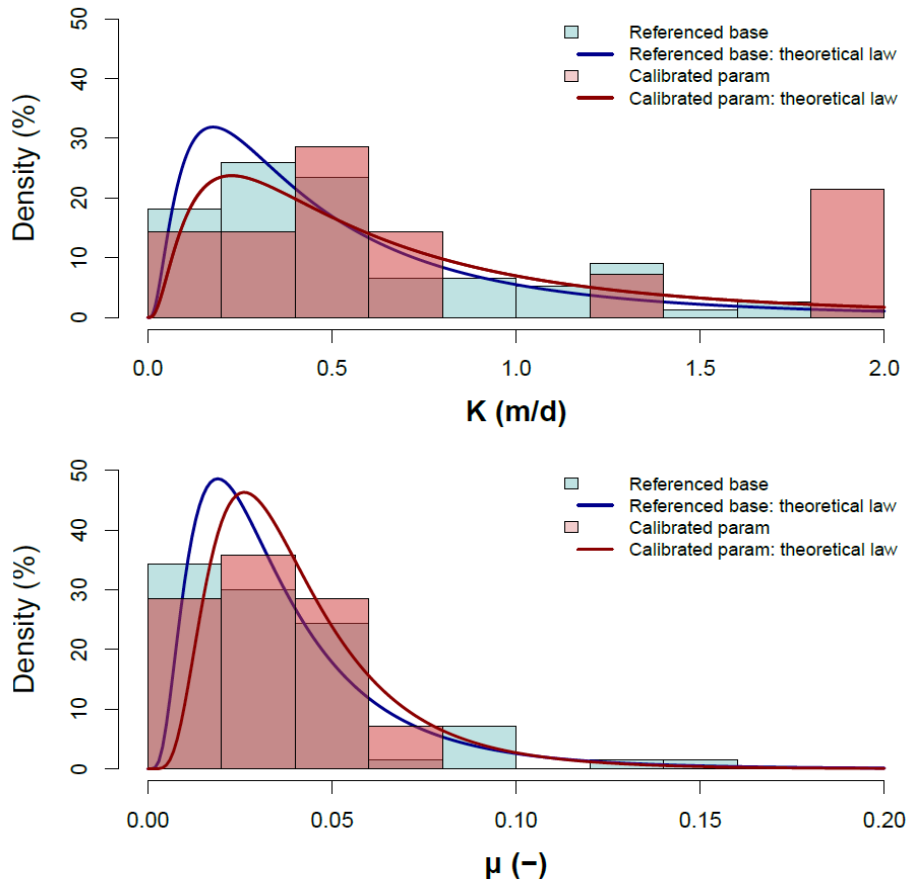 50
40
30
20
10
0
Density (%)
Referenced base
Referenced base: theoretical law
Calibrated param
Calibrated param: theoretical law
0.0 0.5 1.0 1.5 2.0
K (m/d)
50
40
30
20
10
0
Density (%)
Referenced base
Referenced base: theoretical law
Calibrated param
Calibrated param: theoretical law
0.00 0.05 0.10 0.15 0.20
μ (−)